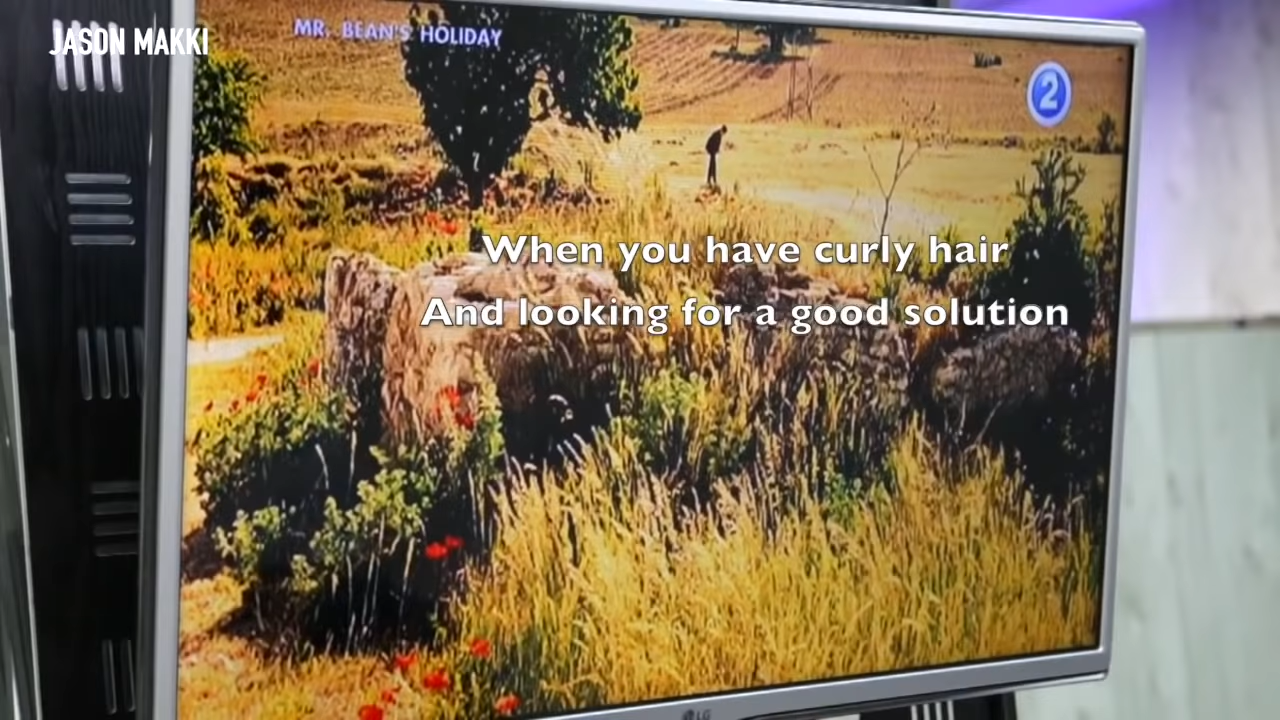 JASON MAKKI
MR. BEAN'S HOLIDAY
2
When you have curly hair
And looking for a good solution
LG